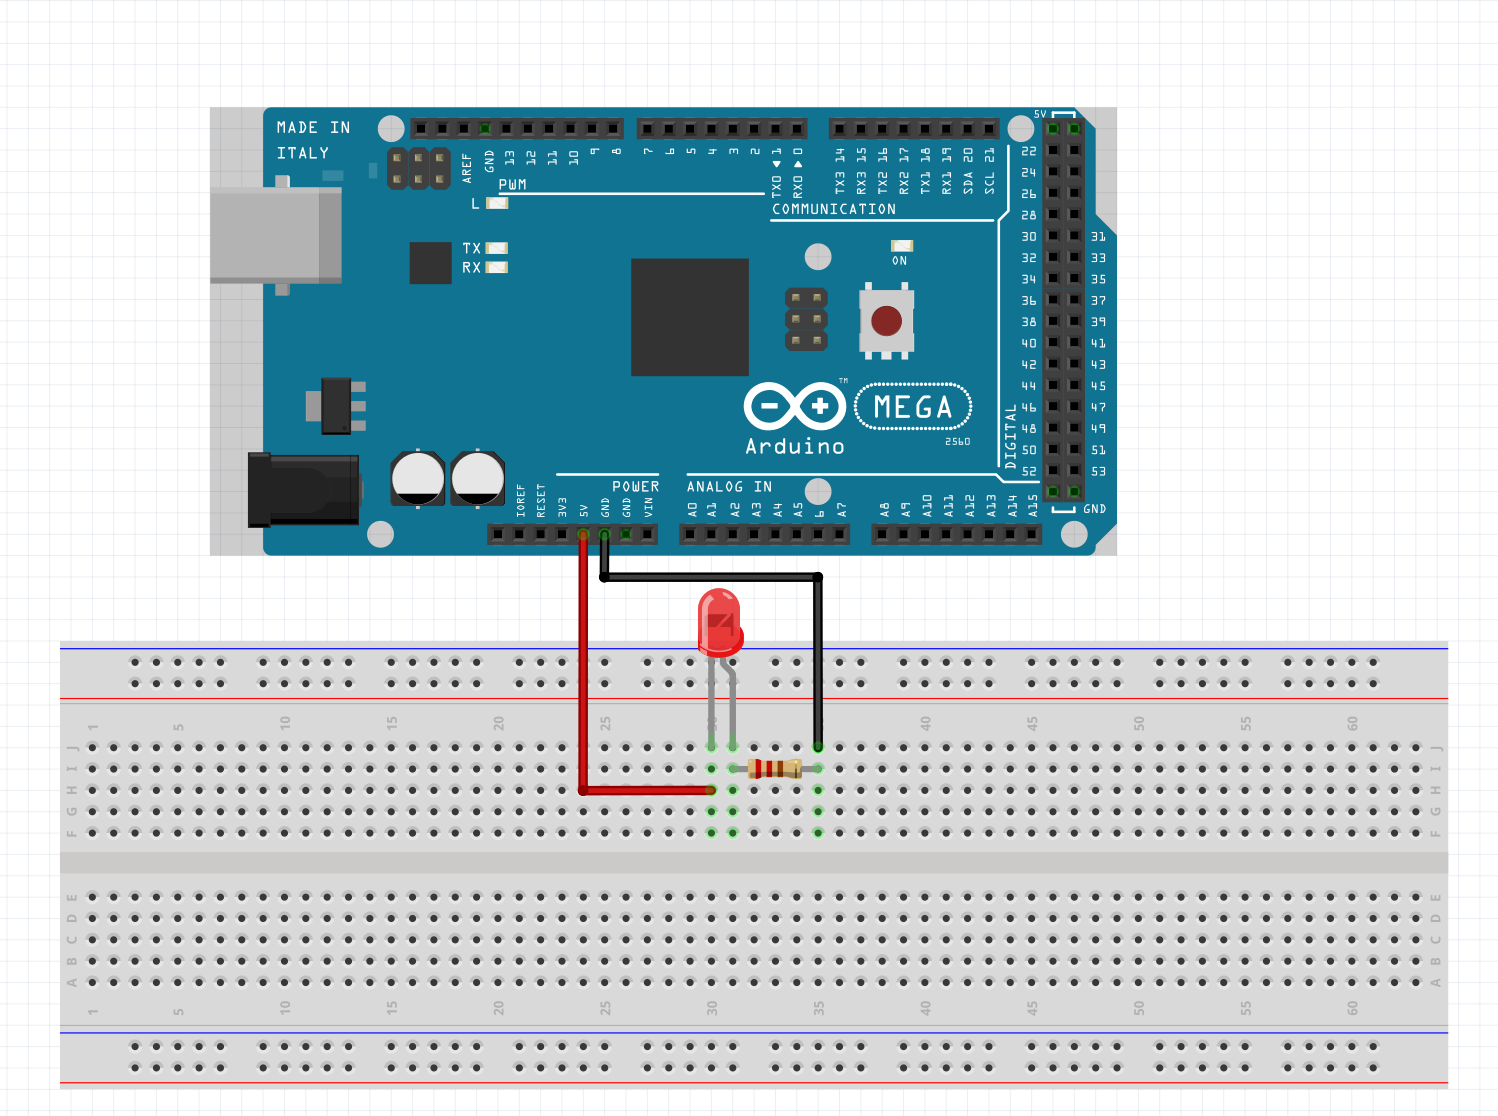 MADE IN
ITALY
AREF
GND
13
12
11
10
9
8
7
6
5
4
3
2
TX0 ▶ 1
RX0 ◀ 0
TX3 14
RX3 15
TX2 16
RX2 17
TX1 18
RX1 19
SDA 20
SCL 21
5V
PWM
COMMUNICATION
L
TX
RX
ON
22
24
26
28
30 31
32 33
34 35
36 37
38 39
40 41
42 43
44 45
46 47
48 49
50 51
52 53
DIGITAL
GND
TM
MEGA
Arduino
2560
POWER
ANALOG IN
IOREF
RESET
3V3
5V
GND
GND
VIN
A0
A1
A2
A3
A4
A5
6
A7
A8
A9
A10
A11
A12
A13
A14
A15
1 5 10 15 20 25 30 35 40 45 50 55 60
J J
I I
H H
G G
F F
E E
D D
C C
B B
A A
1 5 10 15 20 25 30 35 40 45 50 55 60